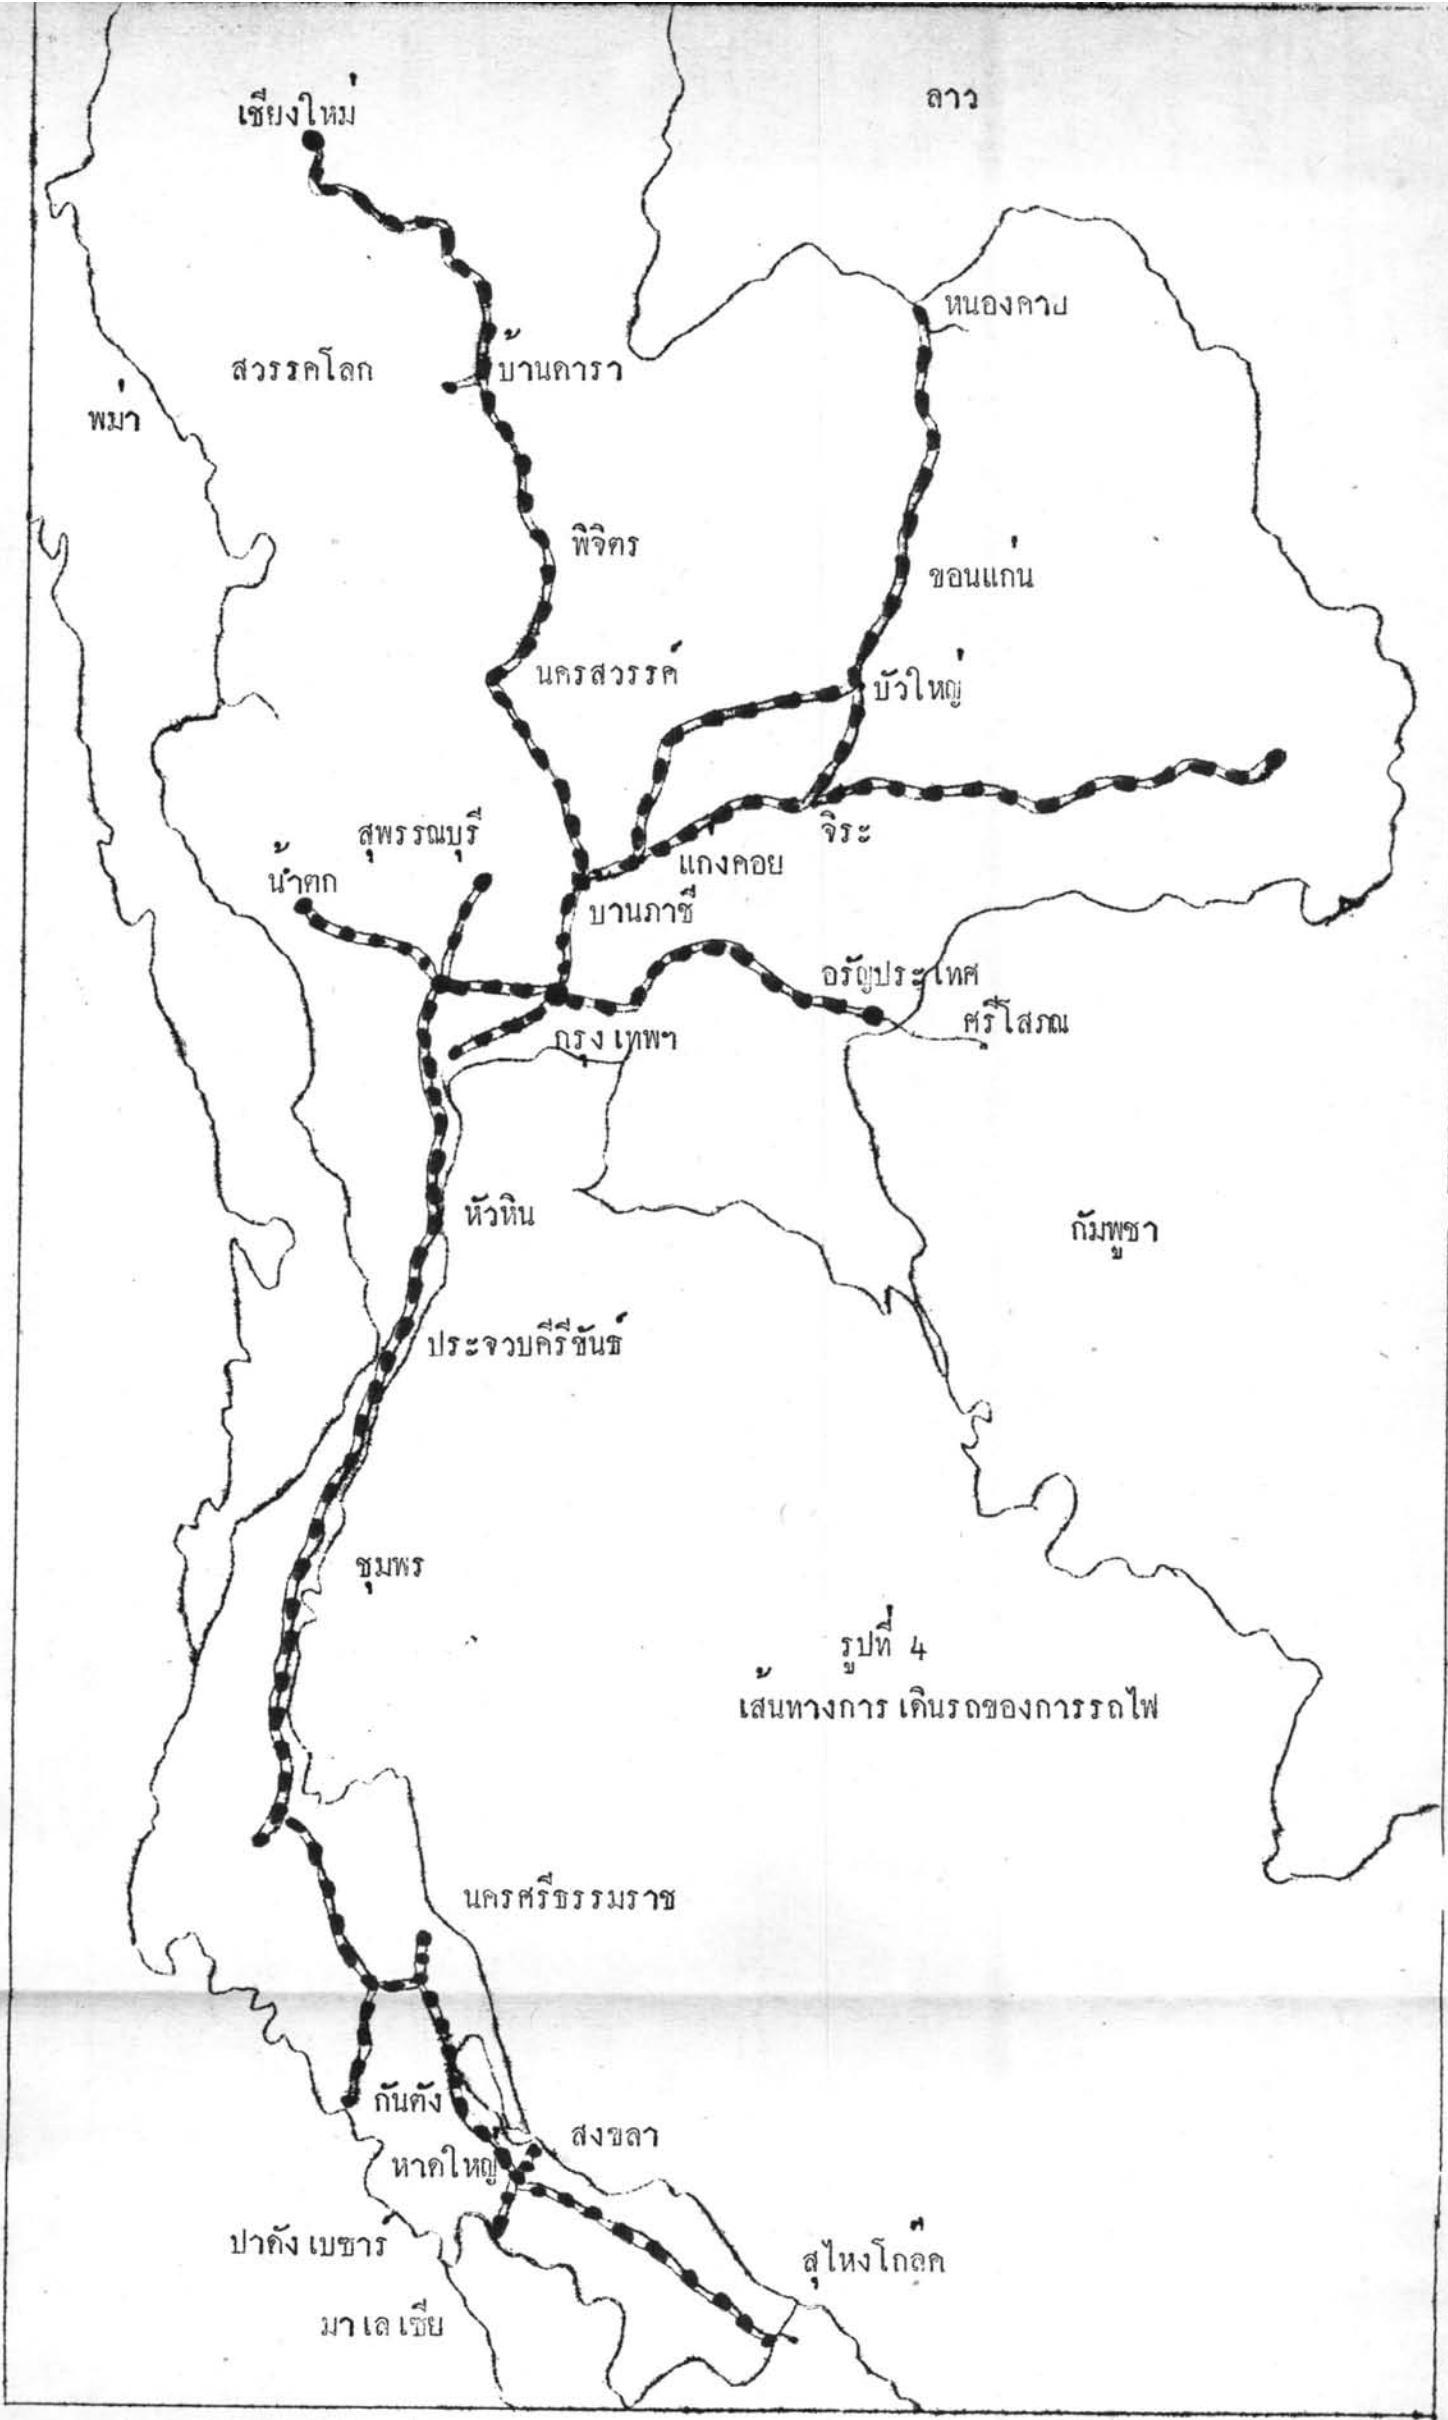 เชียงใหม่
ลาว
หนองคาย
สวรรคโลก
บ้านดารา
พม่า
พิจิตร
ขอนแก่น
นครสวรรค์
บัวใหญ่
สุพรรณบุรี
จิระ
น้ำตก
แกงคอย
บานภาชี
อรัญประเทศ
ศรีโสภณ
กรุงเทพฯ
หัวหิน
กัมพูชา
ประจวบคีรีขันธ์
ชุมพร
รูปที่ 4
เส้นทางการเดินรถของการรถไฟ
นครศรีธรรมราช
กันตัง
สงขลา
หาดใหญ่
ปาดังเบซาร์
สุไหงโกลค
มาเลเซีย